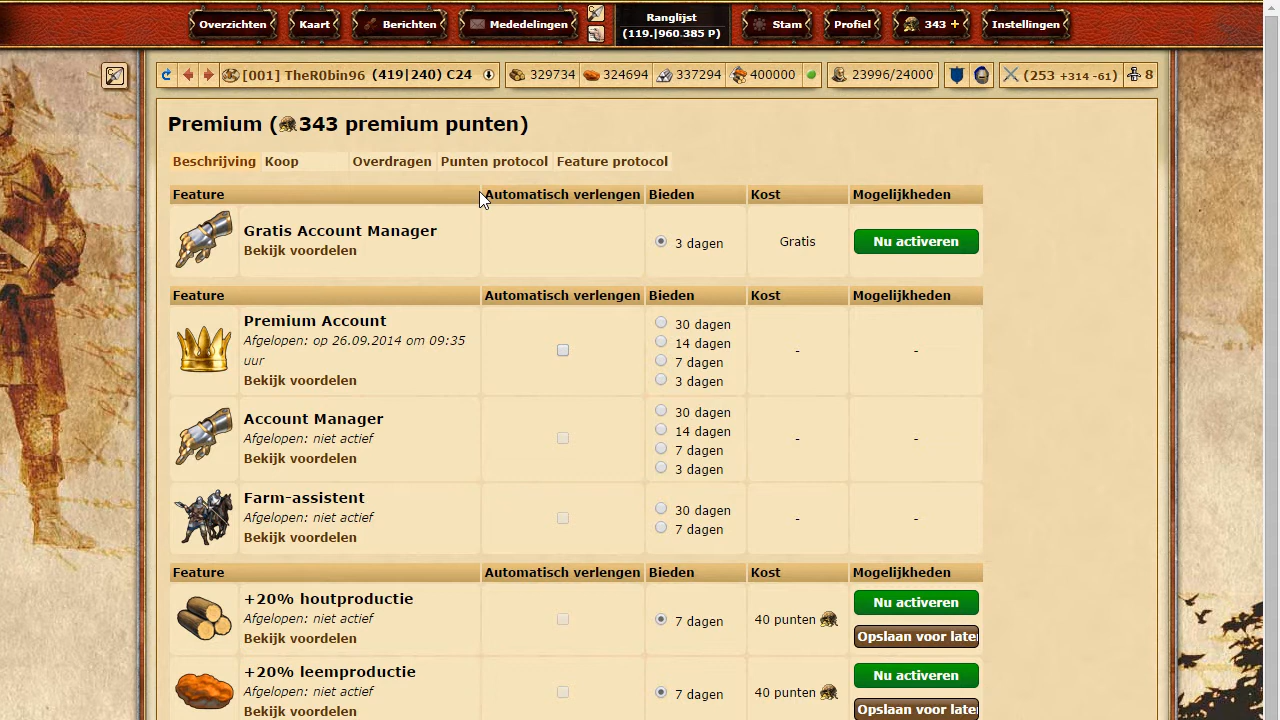 Overzichten Kaart Berichten Mededelingen Ranglijst Stam Profiel 343 + Instellingen
(119.|960.385 P)
[001] TheR0bin96 (419|240) C24 329734 324694 337294 400000 23996/24000 (253 +314 -61) 8
Premium (343 premium punten)
Beschrijving Koop Overdragen Punten protocol Feature protocol
Feature Automatisch verlengen Bieden Kost Mogelijkheden
Gratis Account Manager
Bekijk voordelen
3 dagen Gratis Nu activeren
Feature Automatisch verlengen Bieden Kost Mogelijkheden
Premium Account
Afgelopen: op 26.09.2014 om 09:35
uur
Bekijk voordelen
30 dagen
14 dagen
7 dagen
3 dagen
- -
Account Manager
Afgelopen: niet actief
Bekijk voordelen
30 dagen
14 dagen
7 dagen
3 dagen
- -
Farm-assistent
Afgelopen: niet actief
Bekijk voordelen
30 dagen
7 dagen
- -
Feature Automatisch verlengen Bieden Kost Mogelijkheden
+20% houtproductie
Afgelopen: niet actief
Bekijk voordelen
7 dagen 40 punten
Nu activeren
Opslaan voor later
+20% leemproductie
Afgelopen: niet actief
Bekijk voordelen
7 dagen 40 punten
Nu activeren
Opslaan voor later